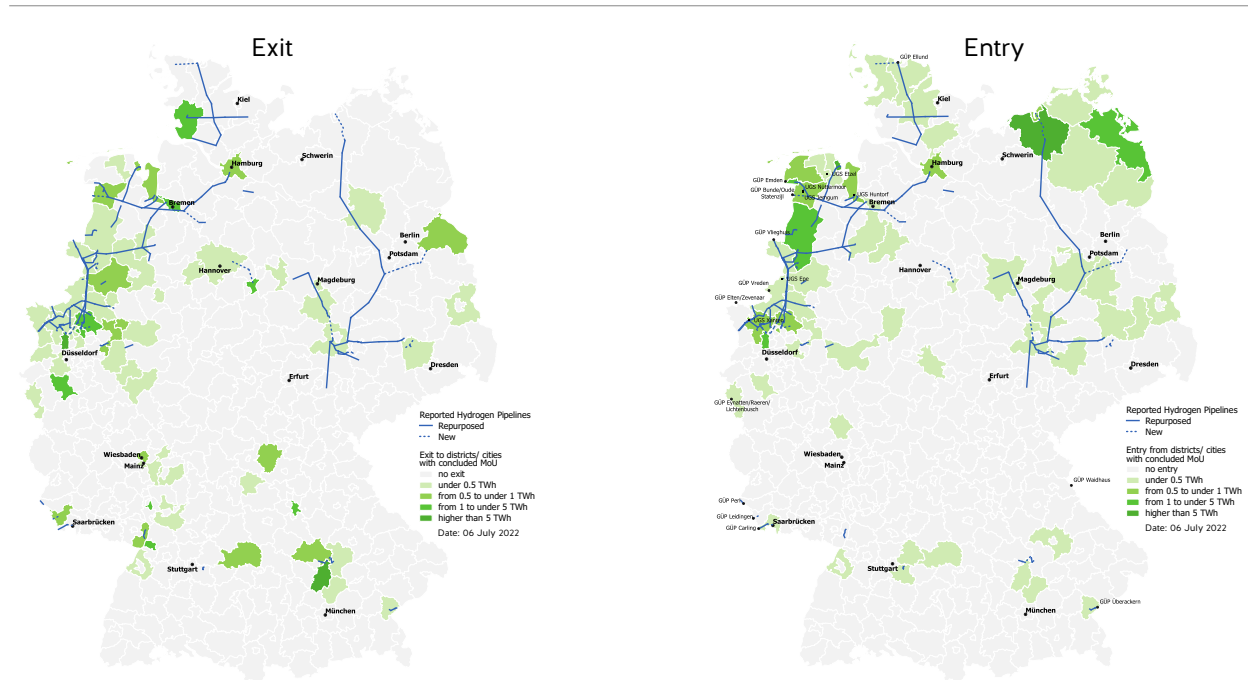 Exit
Kiel
Schwerin
Hamburg
Bremen
Berlin
Potsdam
Hannover
Magdeburg
Düsseldorf
Dresden
Erfurt
Wiesbaden
Mainz
Saarbrücken
Stuttgart
München
Reported Hydrogen Pipelines
Repurposed
New
Exit to districts/ cities
with concluded MoU
no exit
under 0.5 TWh
from 0.5 to under 1 TWh
from 1 to under 5 TWh
higher than 5 TWh
Date: 06 July 2022
Entry
GÜP Ellund
Kiel
Schwerin
Hamburg
UGS Etzel
GÜP Emden
UGS Nüttermoor
GÜP Bunde/Oude
Statenzijl
UGS Jemgum
UGS Huntorf
Bremen
GÜP Vlieghuis
Berlin
Potsdam
Hannover
UGS Epe
Magdeburg
GÜP Vreden
GÜP Elten/Zevenaar
UGS Xanten
Düsseldorf
Dresden
Erfurt
GÜP Eynatten/Raeren/
Lichtenbusch
Wiesbaden
Mainz
GÜP Waidhaus
GÜP Perl
GÜP Leidingen
GÜP Carling
Saarbrücken
Stuttgart
GÜP Überackern
München
Reported Hydrogen Pipelines
Repurposed
New
Entry from districts/ cities
with concluded MoU
no entry
under 0.5 TWh
from 0.5 to under 1 TWh
from 1 to under 5 TWh
higher than 5 TWh
Date: 06 July 2022